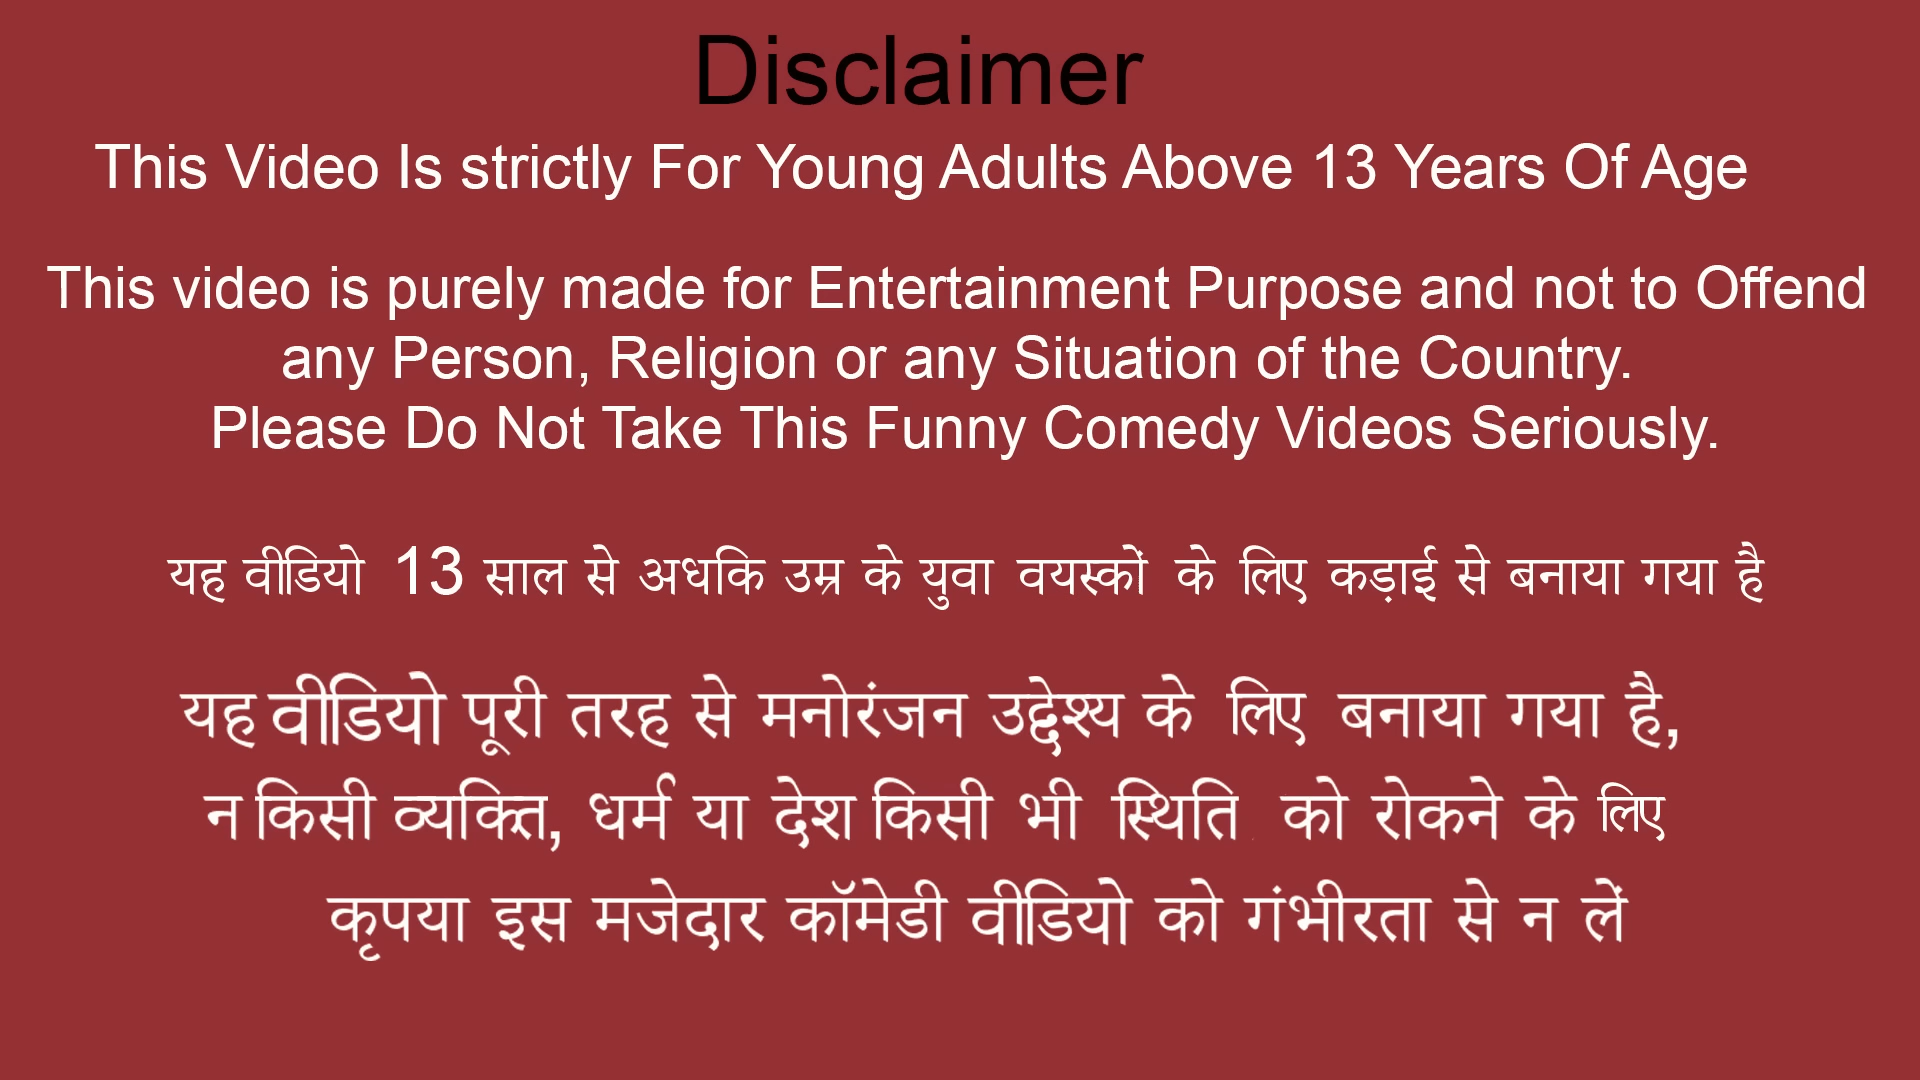 Disclaimer
This Video Is strictly For Young Adults Above 13 Years Of Age
This video is purely made for Entertainment Purpose and not to Offend
any Person, Religion or any Situation of the Country.
Please Do Not Take This Funny Comedy Videos Seriously.
यह वीडियो 13 साल से अधकि उम्र के युवा वयस्कों के लिए कड़ाई से बनाया गया है
यह वीडियो पूरी तरह से मनोरंजन उद्देश्य के लिए बनाया गया है,
न किसी व्यक्ति, धर्म या देश किसी भी स्थिति को रोकने के लिए
कृपया इस मजेदार कॉमेडी वीडियो को गंभीरता से न लें